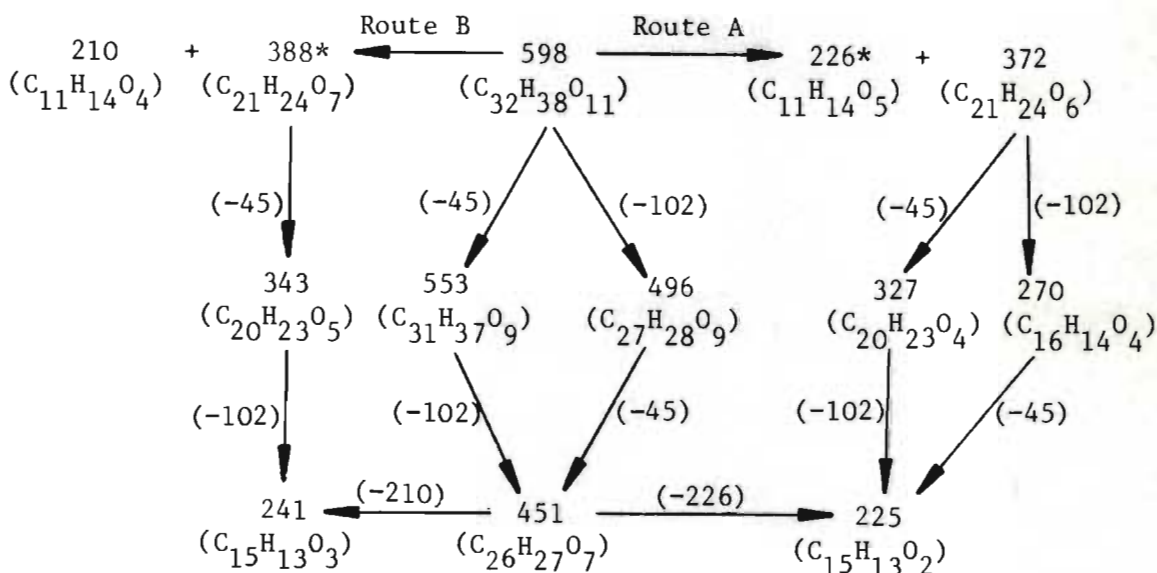 Route B Route A
210 + 388* 598 226* + 372
(C11H14O4) (C21H24O7) (C32H38O11) (C11H14O5) (C21H24O6)
(-45) (-45) (-102) (-45) (-102)
343 553 496 327 270
(C20H23O5) (C31H37O9) (C27H28O9) (C20H23O4) (C16H14O4)
(-102) (-102) (-45) (-102) (-45)
241 (-210) 451 (-226) 225
(C15H13O3) (C26H27O7) (C15H13O2)